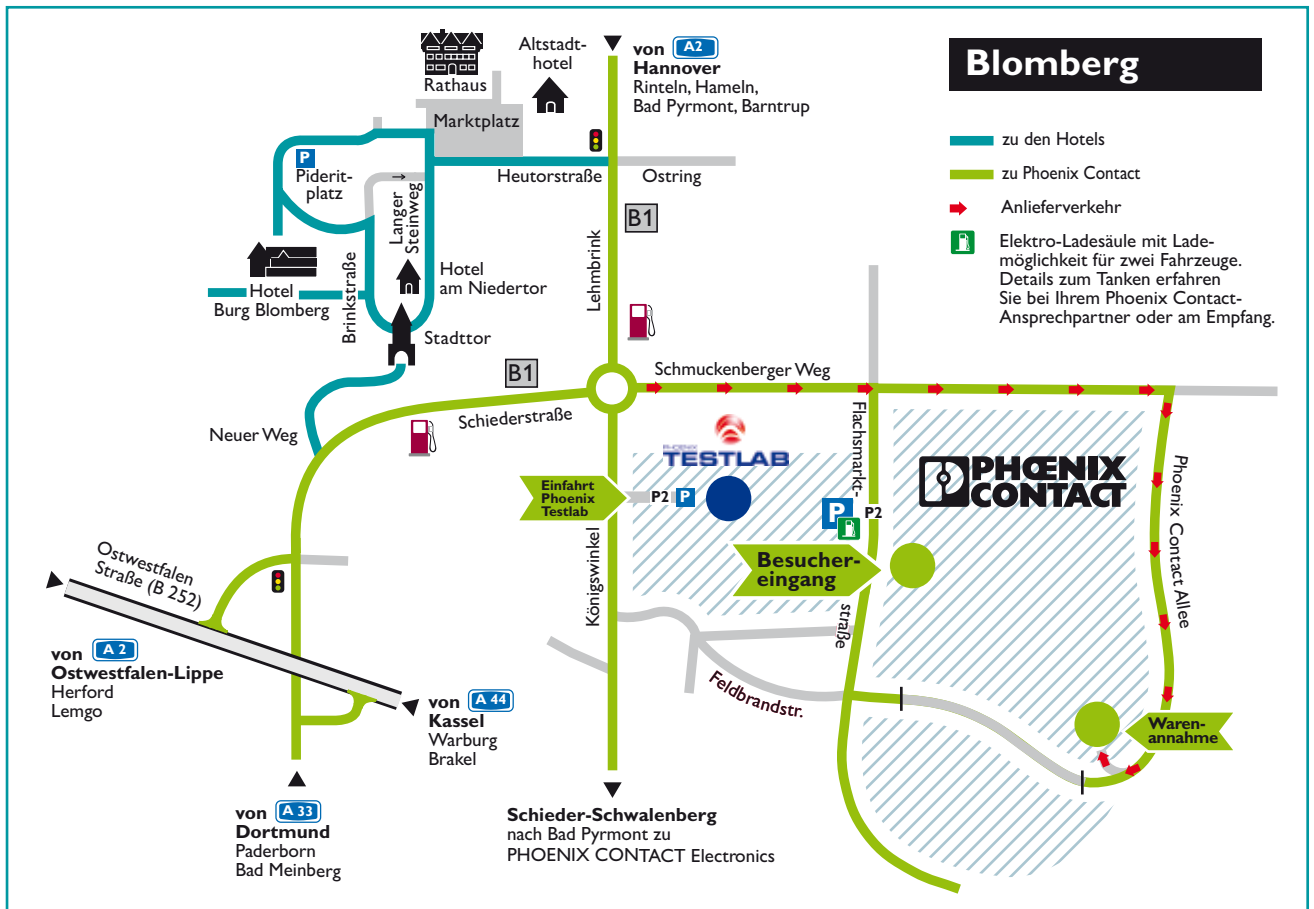 Blomberg
zu den Hotels
zu Phoenix Contact
Anlieferverkehr
Elektro-Ladesäule mit Lade-
möglichkeit für zwei Fahrzeuge.
Details zum Tanken erfahren
Sie bei Ihrem Phoenix Contact-
Ansprechpartner oder am Empfang.
von A2
Hannover
Rinteln, Hameln,
Bad Pyrmont, Barntrup
Altstadt-
hotel
Rathaus
Marktplatz
P
Piderit-
platz
→
Langer
Steinweg
Heutorstraße
Ostring
B1
Lehmbrink
Hotel
Burg Blomberg
Brinkstraße
Hotel
am Niedertor
Stadttor
B1
Schiederstraße
Neuer Weg
Schmuckenberger Weg
Flachsmarkt-
straße
PHOENIX
TESTLAB
PHŒNIX
CONTACT
Phoenix Contact Allee
Einfahrt
Phoenix
Testlab
P2 P
P P2
Besucher-
eingang
Königswinkel
Feldbrandstr.
Waren-
annahme
Ostwestfalen
Straße (B 252)
von A 2
Ostwestfalen-Lippe
Herford
Lemgo
von A 44
Kassel
Warburg
Brakel
von A 33
Dortmund
Paderborn
Bad Meinberg
Schieder-Schwalenberg
nach Bad Pyrmont zu
PHOENIX CONTACT Electronics